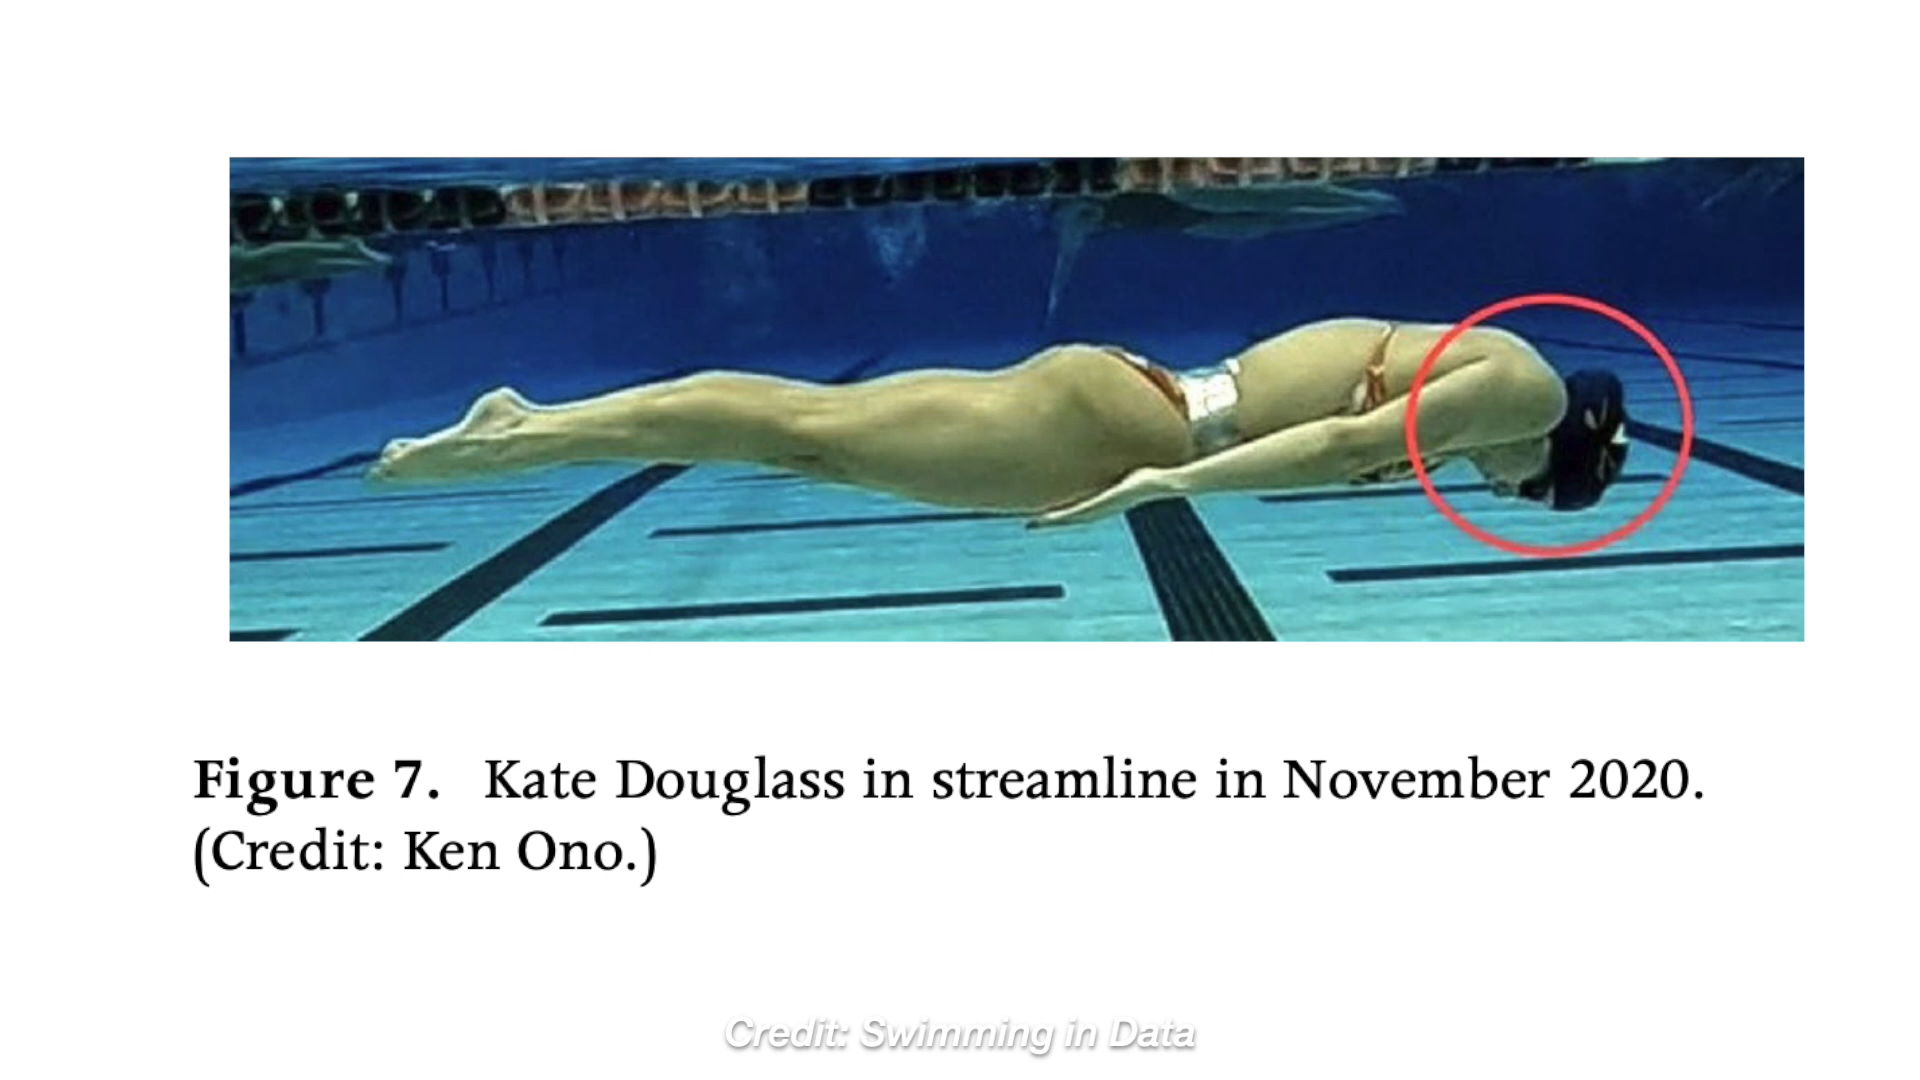 Figure 7. Kate Douglass in streamline in November 2020.
(Credit: Ken Ono.)
Credit: Swimming in Data